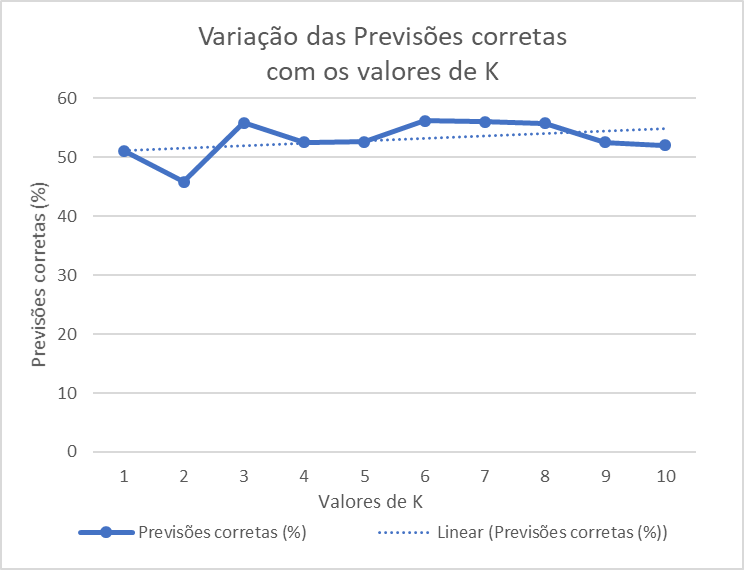 Variação das Previsões corretas
com os valores de K
Previsões corretas (%)
60
50
40
30
20
10
0
1 2 3 4 5 6 7 8 9 10
Valores de K
Previsões corretas (%) Linear (Previsões corretas (%))